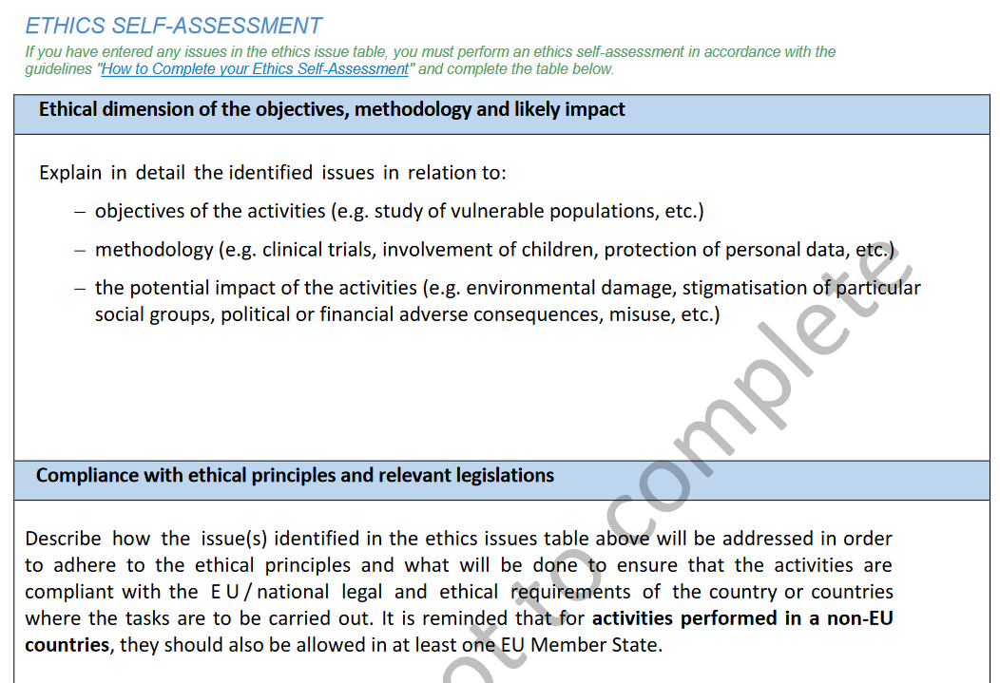 ETHICS SELF-ASSESSMENT
If you have entered any issues in the ethics issue table, you must perform an ethics self-assessment in accordance with the
guidelines "How to Complete your Ethics Self-Assessment" and complete the table below.
Ethical dimension of the objectives, methodology and likely impact
Explain in detail the identified issues in relation to:
– objectives of the activities (e.g. study of vulnerable populations, etc.)
– methodology (e.g. clinical trials, involvement of children, protection of personal data, etc.)
– the potential impact of the activities (e.g. environmental damage, stigmatisation of particular
social groups, political or financial adverse consequences, misuse, etc.)
Compliance with ethical principles and relevant legislations
Describe how the issue(s) identified in the ethics issues table above will be addressed in order
to adhere to the ethical principles and what will be done to ensure that the activities are
compliant with the EU/national legal and ethical requirements of the country or countries
where the tasks are to be carried out. It is reminded that for activities performed in a non-EU
countries, they should also be allowed in at least one EU Member State.
ot to complete